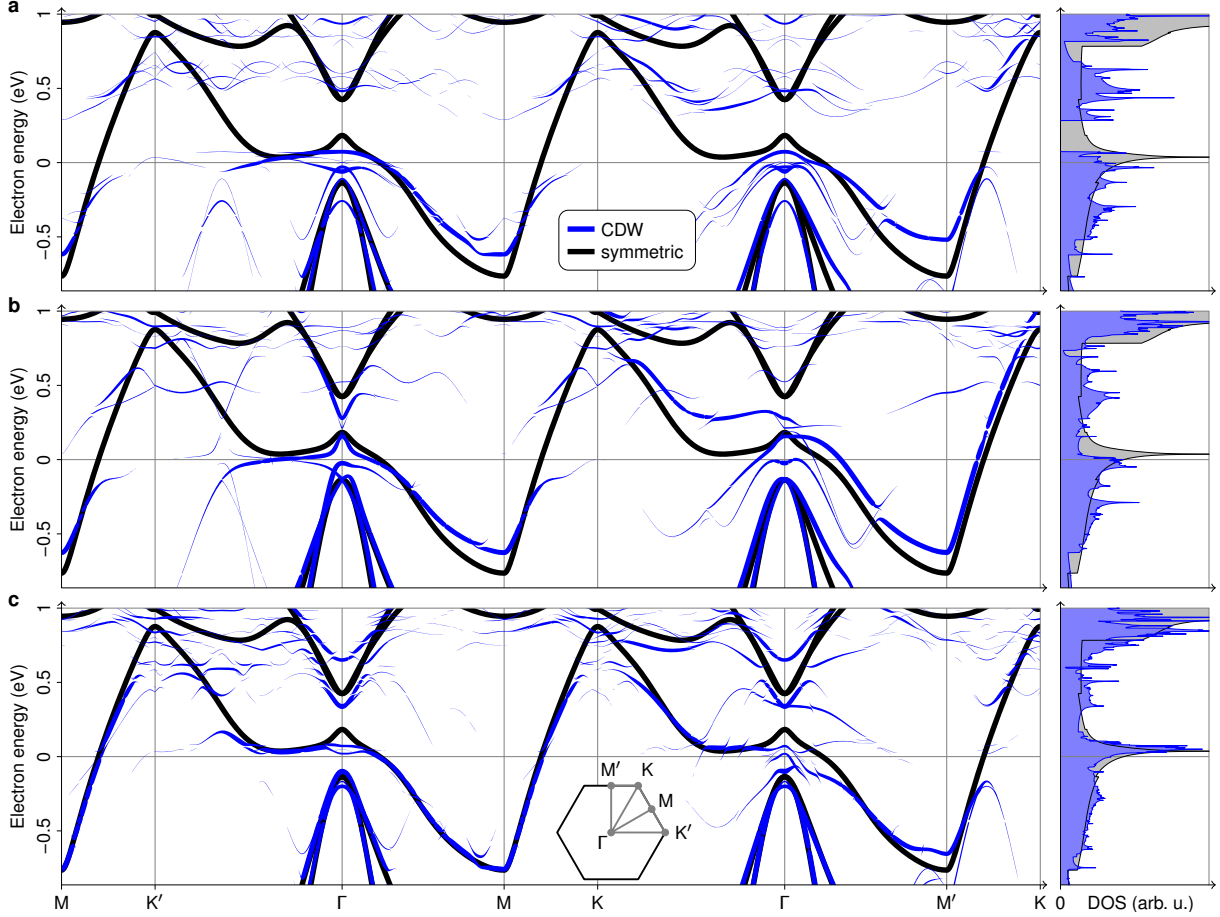 a
Electron energy (eV)
1
0.5
0
−0.5
CDW
symmetric
b
Electron energy (eV)
1
0.5
0
−0.5
c
Electron energy (eV)
1
0.5
0
−0.5
M′ K
M
Γ K′
M K′ Γ M K Γ M′ K 0 DOS (arb. u.)